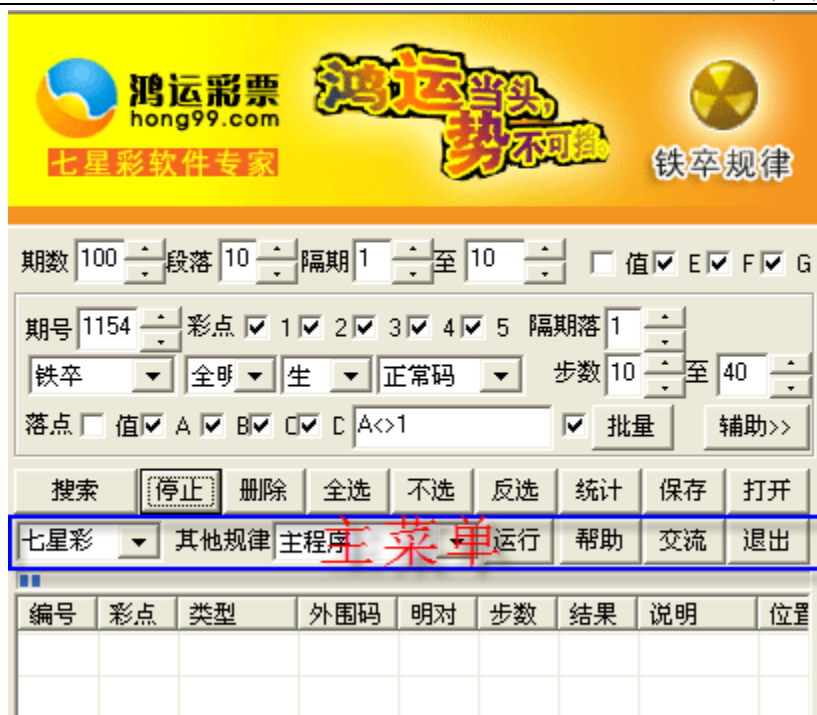 鸿运彩票
hong99.com
七星彩软件专家
鸿运当头,
势不可挡。
铁卒规律
期数 100 段落 10 隔期 1 至 10 值 E F G
期号 1154 彩点 1 2 3 4 5 隔期落 1
铁卒 全明 生 正常码 步数 10 至 40
落点 值 A B C D A<>1 批量 辅助>>
搜索 停止 删除 全选 不选 反选 统计 保存 打开
七星彩 其他规律 主程序 主菜单 运行 帮助 交流 退出
编号 彩点 类型 外围码 明对 步数 结果 说明 位置